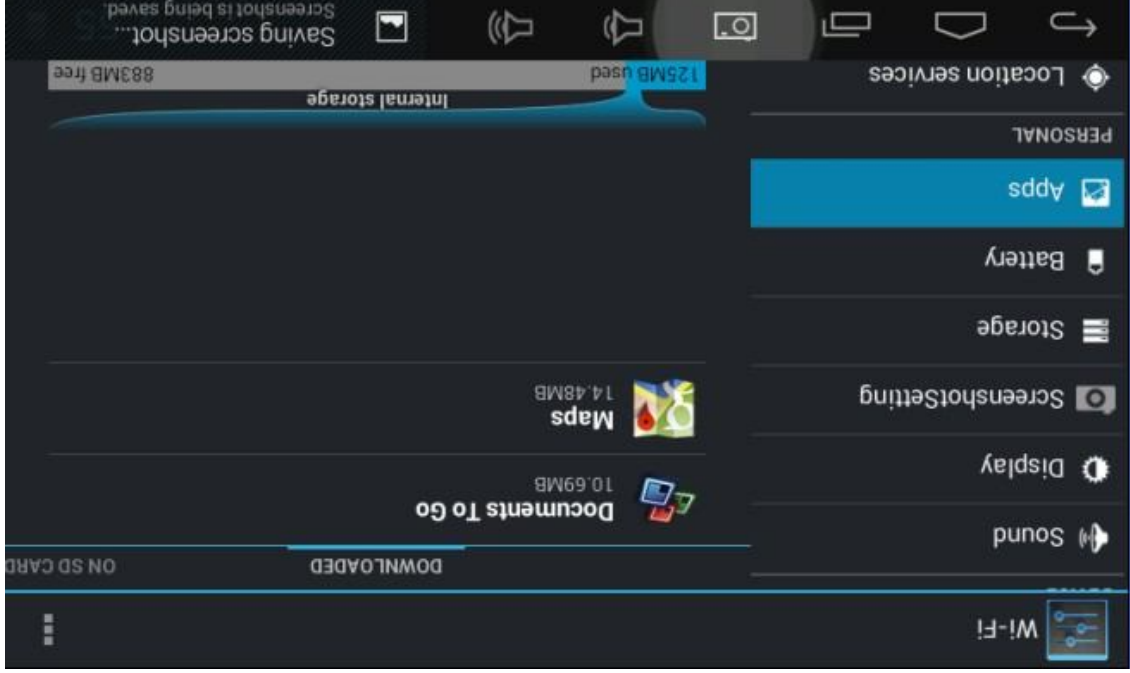 Wi-Fi
Sound
Display
ScreenshotSetting
Storage
Battery
Apps
PERSONAL
Location services
DOWNLOADED
ON SD CARD
Documents To Go
10.69MB
Maps
14.48MB
Internal storage
125MB used
883MB free
Saving screenshot...
Screenshot is being saved.